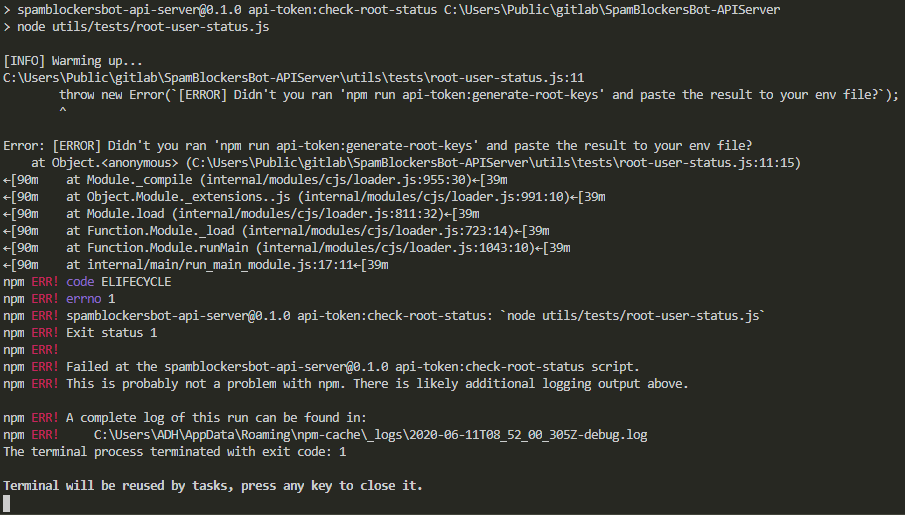 > spamblockersbot-api-server@0.1.0 api-token:check-root-status C:\Users\Public\gitlab\SpamBlockersBot-APIServer
> node utils/tests/root-user-status.js
[INFO] Warming up...
C:\Users\Public\gitlab\SpamBlockersBot-APIServer\utils\tests\root-user-status.js:11
        throw new Error(`[ERROR] Didn't you ran 'npm run api-token:generate-root-keys' and paste the result to your env file?`);
        ^
Error: [ERROR] Didn't you ran 'npm run api-token:generate-root-keys' and paste the result to your env file?
    at Object.<anonymous> (C:\Users\Public\gitlab\SpamBlockersBot-APIServer\utils\tests\root-user-status.js:11:15)
←[90m    at Module._compile (internal/modules/cjs/loader.js:955:30)←[39m
←[90m    at Object.Module._extensions..js (internal/modules/cjs/loader.js:991:10)←[39m
←[90m    at Module.load (internal/modules/cjs/loader.js:811:32)←[39m
←[90m    at Function.Module._load (internal/modules/cjs/loader.js:723:14)←[39m
←[90m    at Function.Module.runMain (internal/modules/cjs/loader.js:1043:10)←[39m
←[90m    at internal/main/run_main_module.js:17:11←[39m
npm ERR! code ELIFECYCLE
npm ERR! errno 1
npm ERR! spamblockersbot-api-server@0.1.0 api-token:check-root-status: `node utils/tests/root-user-status.js`
npm ERR! Exit status 1
npm ERR!
npm ERR! Failed at the spamblockersbot-api-server@0.1.0 api-token:check-root-status script.
npm ERR! This is probably not a problem with npm. There is likely additional logging output above.
npm ERR! A complete log of this run can be found in:
npm ERR!     C:\Users\ADH\AppData\Roaming\npm-cache\_logs\2020-06-11T08_52_00_305Z-debug.log
The terminal process terminated with exit code: 1
Terminal will be reused by tasks, press any key to close it.